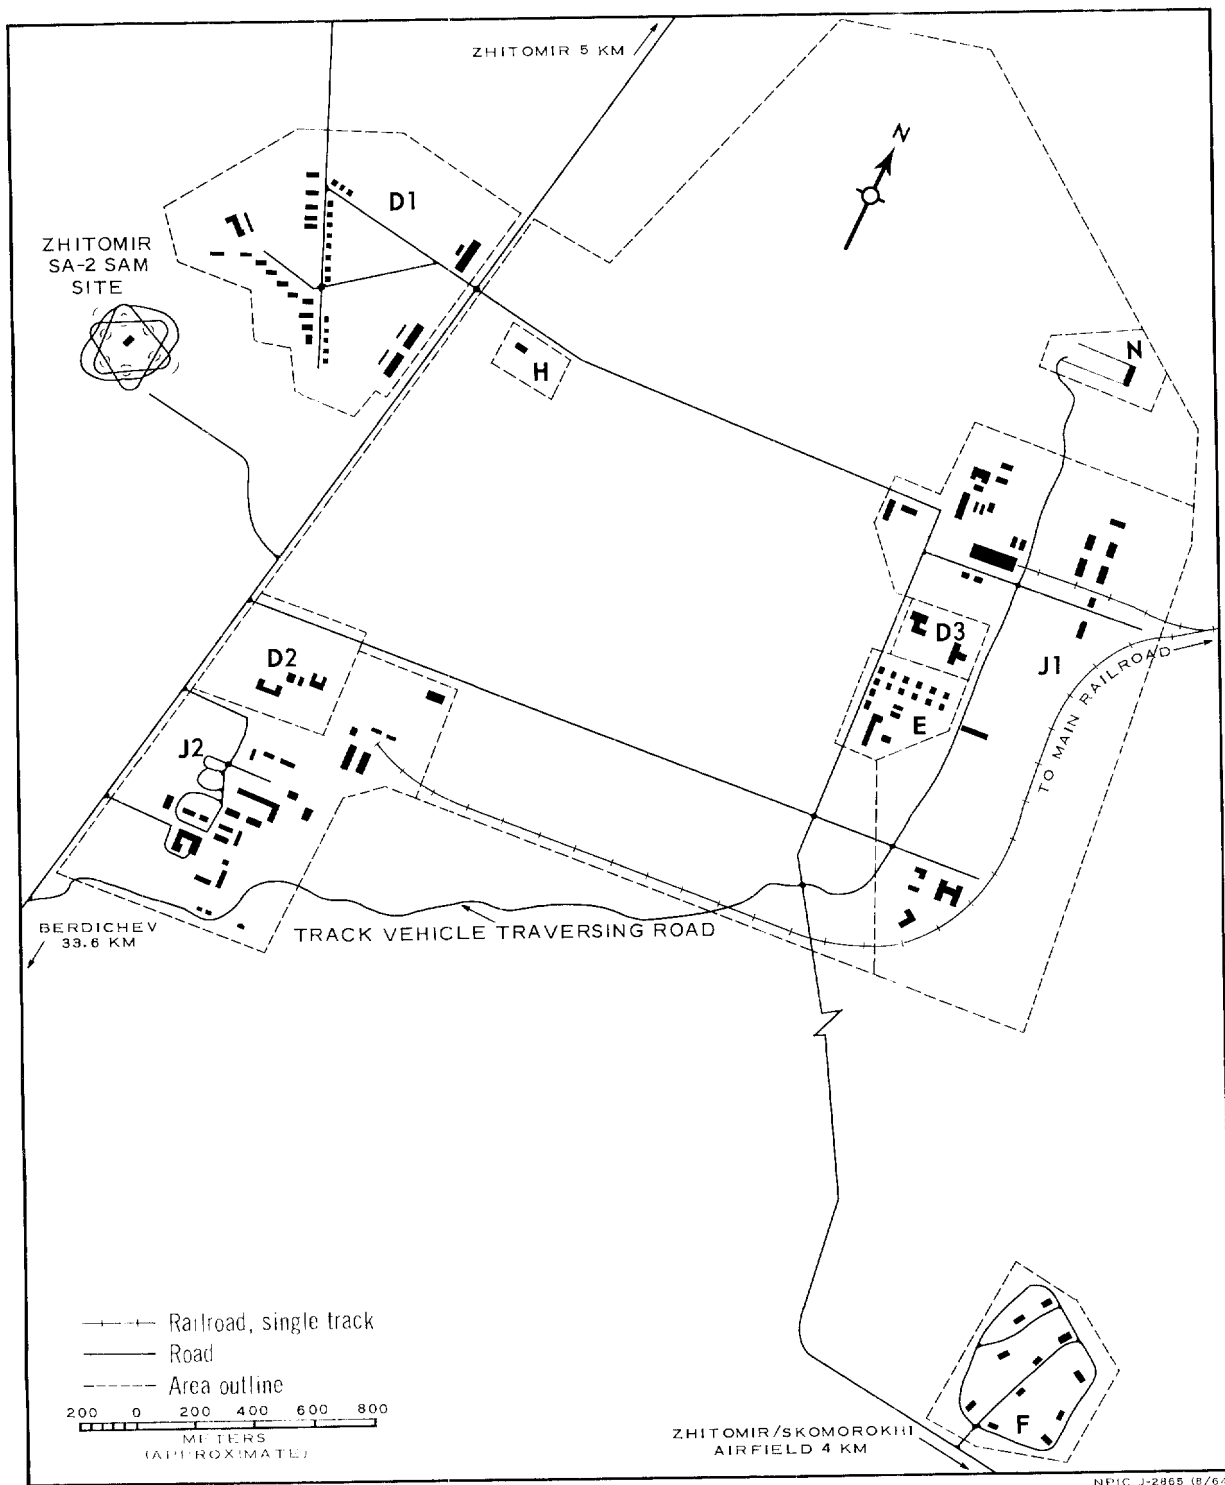 ZHITOMIR 5 KM
N
D1
ZHITOMIR
SA-2 SAM
SITE
H
N
D2
D3
J1
TO MAIN RAILROAD
E
J2
BERDICHEV
33.6 KM
TRACK VEHICLE TRAVERSING ROAD
Railroad, single track
Road
Area outline
200 0 200 400 600 800
METERS
(APPROXIMATE)
F
ZHITOMIR/SKOMOROKHI
AIRFIELD 4 KM
NPIC J-2865 (8/64